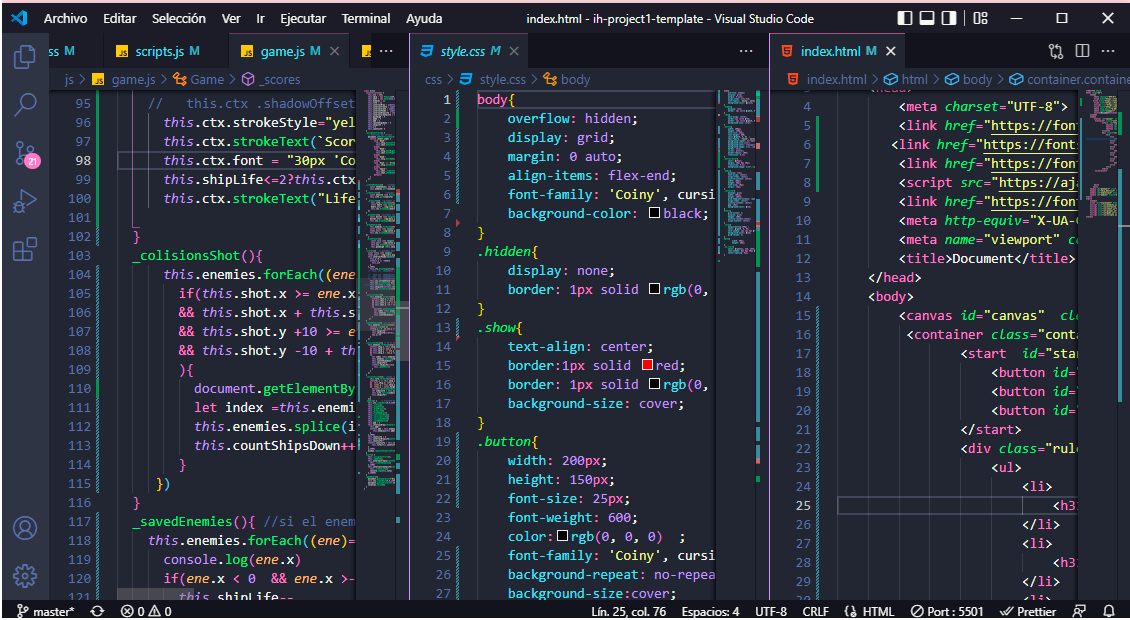 Archivo Editar Selección Ver Ir Ejecutar Terminal Ayuda
index.html - ih-project1-template - Visual Studio Code
ss M
scripts.js M
game.js M
js > game.js > Game > _scores
95 // this.ctx .shadowOffset
96 this.ctx.strokeStyle="yel
97 this.ctx.strokeText(`Scor
98 this.ctx.font = "30px 'Co
99 this.shipLife<=2?this.ctx
100 this.ctx.strokeText("Life
101
102 }
103 _colisionsShot(){
104 this.enemies.forEach((ene
105 if(this.shot.x >= ene.x
106 && this.shot.x + this.s
107 && this.shot.y +10 >= e
108 && this.shot.y -10 + th
109 ){
110 document.getElementBy
111 let index =this.enemi
112 this.enemies.splice(i
113 this.countShipsDown++
114 }
115 })
116 }
117 _savedEnemies(){ //si el enem
118 this.enemies.forEach((ene)=
119 console.log(ene.x)
120 if(ene.x < 0 && ene.x >-
this.shipLife--
style.css M
css > style.css > body
1 body{
2 overflow: hidden;
3 display: grid;
4 margin: 0 auto;
5 align-items: flex-end;
6 font-family: 'Coiny', cursi
7 background-color: black;
8 }
9 .hidden{
10 display: none;
11 border: 1px solid rgb(0,
12 }
13 .show{
14 text-align: center;
15 border:1px solid red;
16 border: 1px solid rgb(0,
17 background-size: cover;
18 }
19 .button{
20 width: 200px;
21 height: 150px;
22 font-size: 25px;
23 font-weight: 600;
24 color: rgb(0, 0, 0) ;
25 font-family: 'Coiny', cursi
26 background-repeat: no-repea
27 background-size:cover;
index.html M
index.html > html > body > container.containe
3 <head>
4 <meta charset="UTF-8">
5 <link href="https://font
6 <link href="https://fonts
7 <link href="https://font
8 <script src="https://aj
9 <link href="https://font
10 <meta http-equiv="X-UA-
11 <meta name="viewport" c
12 <title>Document</title>
13 </head>
14 <body>
15 <canvas id="canvas" cl
16 <container class="conta
17 <start id="star
18 <button id=
19 <button id=
20 <button id=
21 </start>
22 <div class="rule
23 <ul>
24 <li>
25 <h3
26 </li>
27 <li>
28 <h3
29 </li>
30 <li>
21
master* 0 0 Lín. 25, col. 76 Espacios: 4 UTF-8 CRLF HTML Port : 5501 Prettier